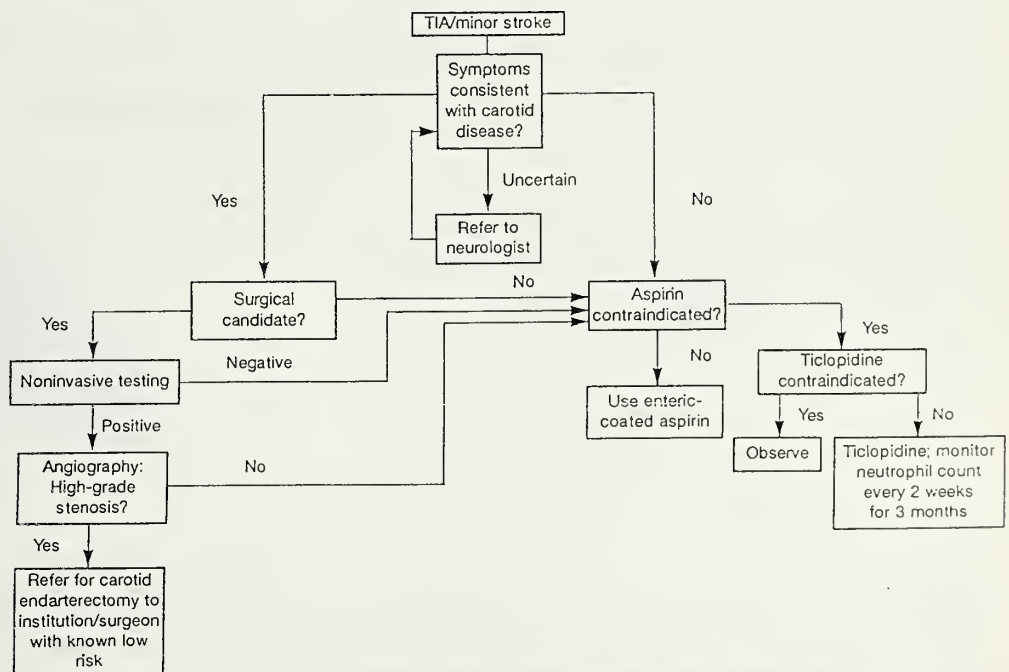 TIA/minor stroke
Symptoms
consistent
with carotid
disease?
Uncertain
Yes
No
Refer to
neurologist
No
Surgical
candidate?
Aspirin
contraindicated?
Yes
Negative
No
Yes
Noninvasive testing
Ticlopidine
contraindicated?
Use enteric-
coated aspirin
Yes
No
Positive
Angiography:
High-grade
stenosis?
No
Observe
Ticlopidine; monitor
neutrophil count
every 2 weeks
for 3 months
Yes
Refer for carotid
endarterectomy to
institution/surgeon
with known low
risk